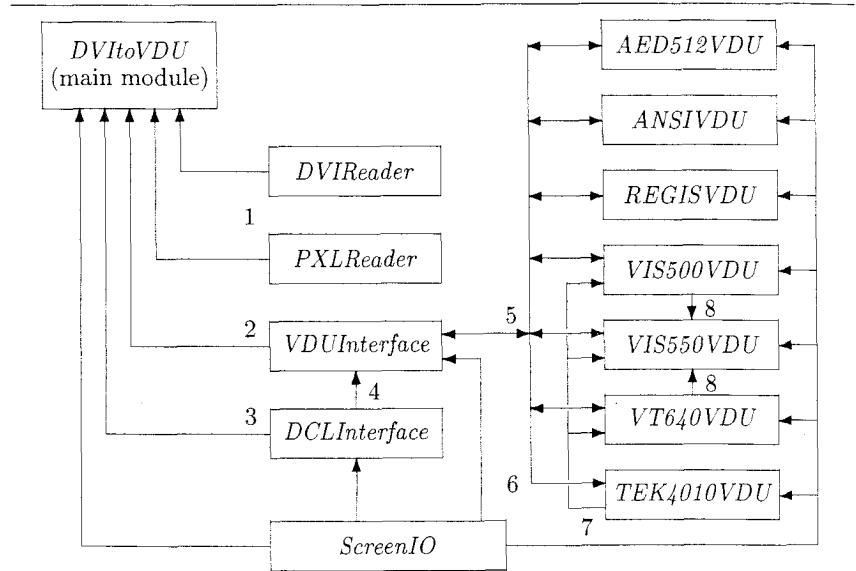 DVItoVDU
(main module)
DVIReader
1
PXLReader
2
VDUInterface
4
3
DCLInterface
ScreenIO
AED512VDU
ANSIVDU
REGISVDU
VIS500VDU
8
5
VIS550VDU
8
VT640VDU
6
TEK4010VDU
7